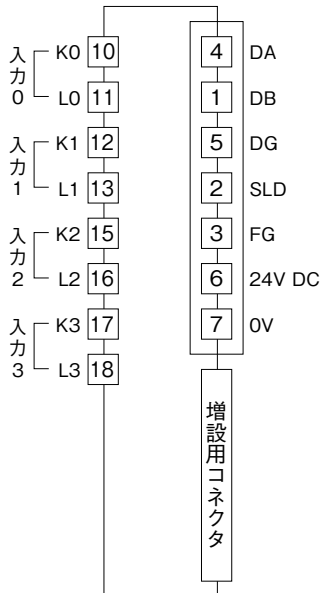 入力0
K0 10
L0 11
入力1
K1 12
L1 13
入力2
K2 15
L2 16
入力3
K3 17
L3 18
4 DA
1 DB
5 DG
2 SLD
3 FG
6 24V DC
7 0V
増設用コネクタ